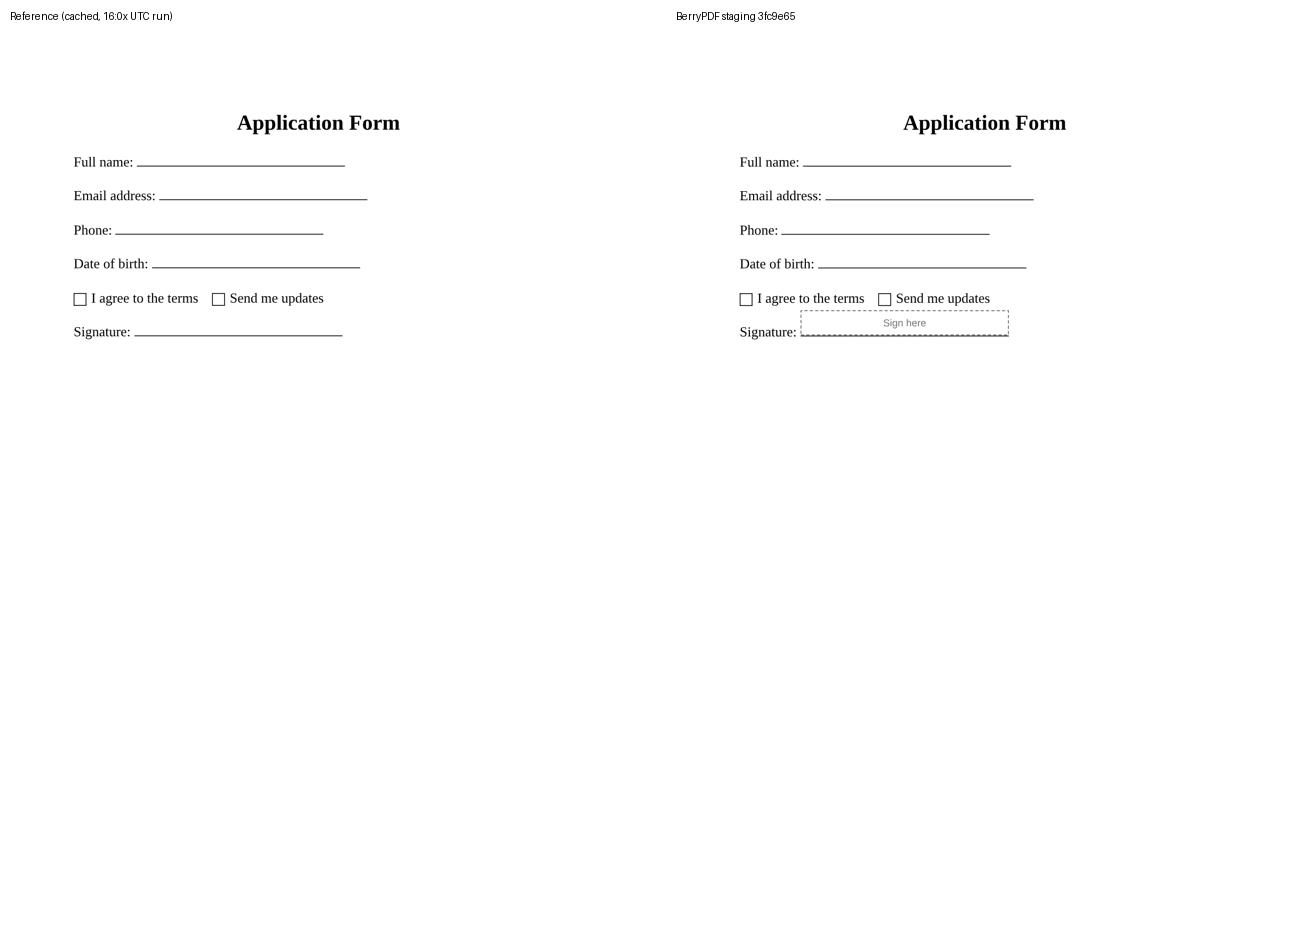 Reference (cached, 16:0x UTC run)
Application Form
Full name:
Email address:
Phone:
Date of birth:
I agree to the terms Send me updates
Signature:
BerryPDF staging 3fc9e65
Application Form
Full name:
Email address:
Phone:
Date of birth:
I agree to the terms Send me updates
Sign here
Signature: